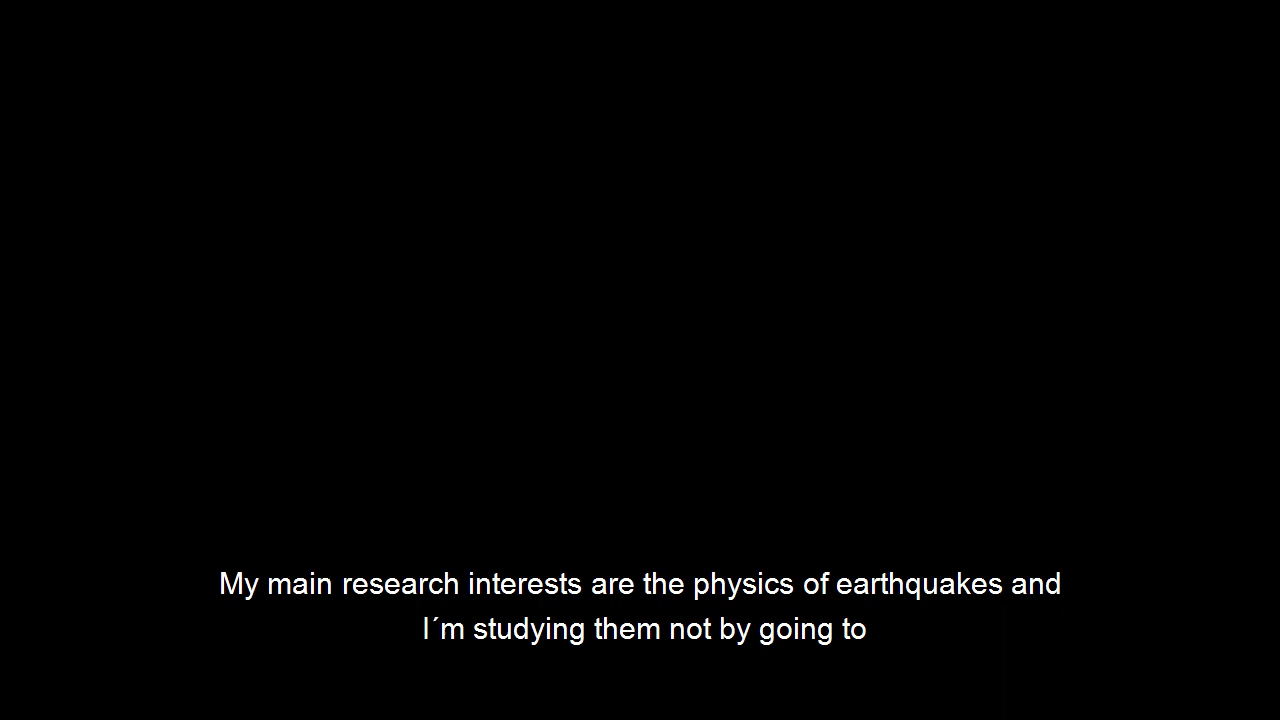 My main research interests are the physics of earthquakes and
I´m studying them not by going to